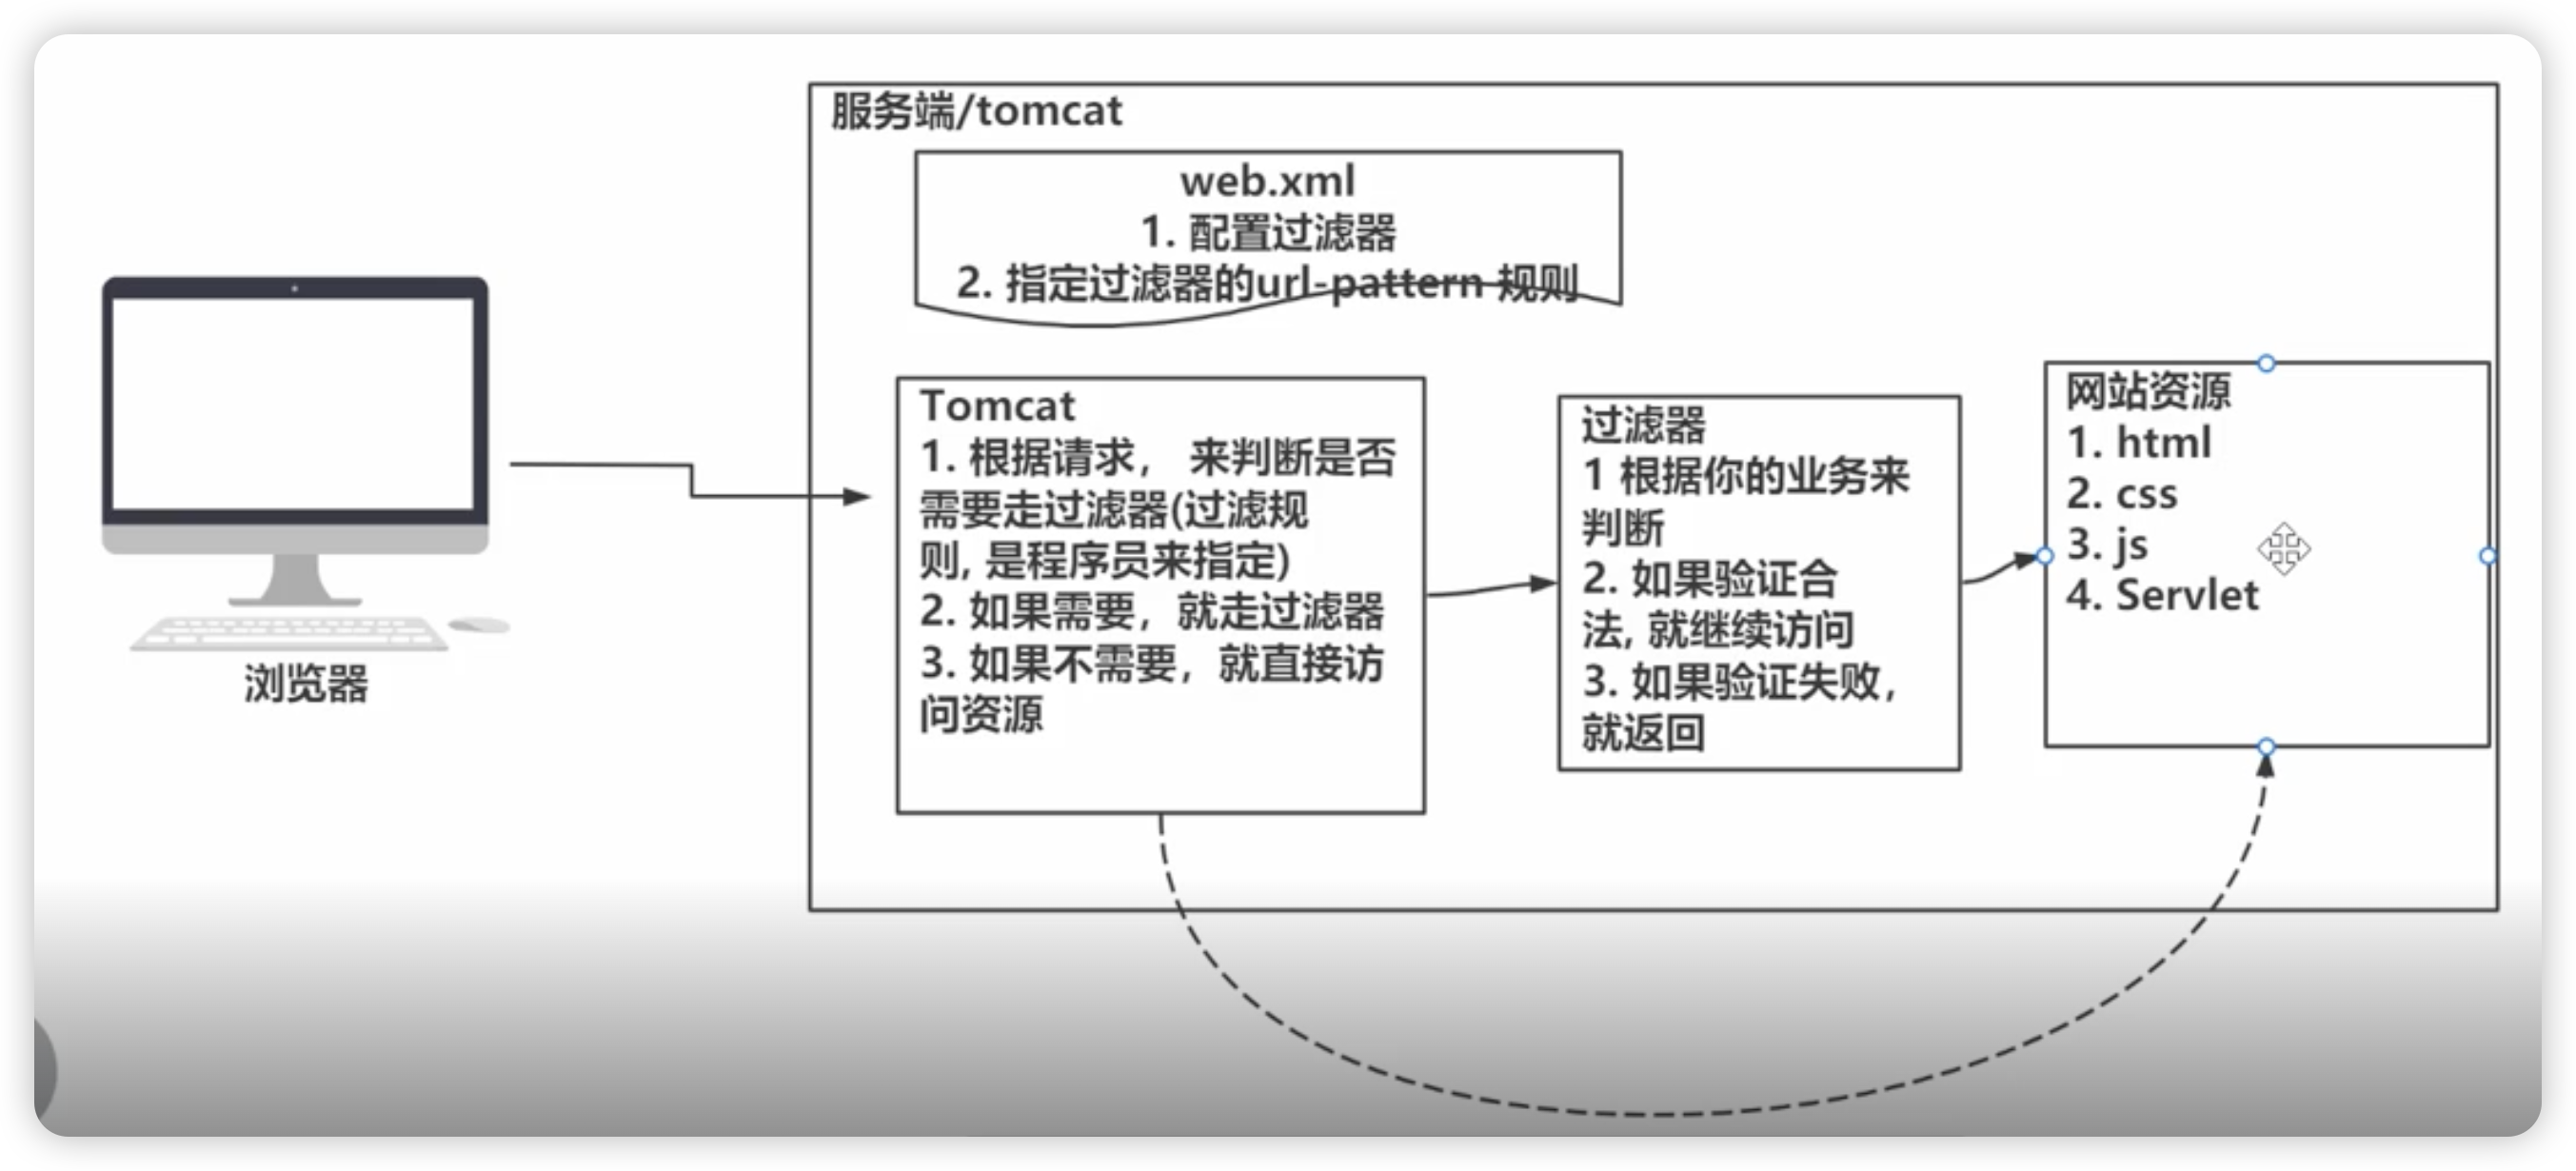 服务端/tomcat
web.xml
1. 配置过滤器
2. 指定过滤器的url-pattern 规则
浏览器
Tomcat
1. 根据请求， 来判断是否
需要走过滤器(过滤规
则, 是程序员来指定)
2. 如果需要，就走过滤器
3. 如果不需要，就直接访
问资源
过滤器
1 根据你的业务来
判断
2. 如果验证合
法, 就继续访问
3. 如果验证失败，
就返回
网站资源
1. html
2. css
3. js
4. Servlet